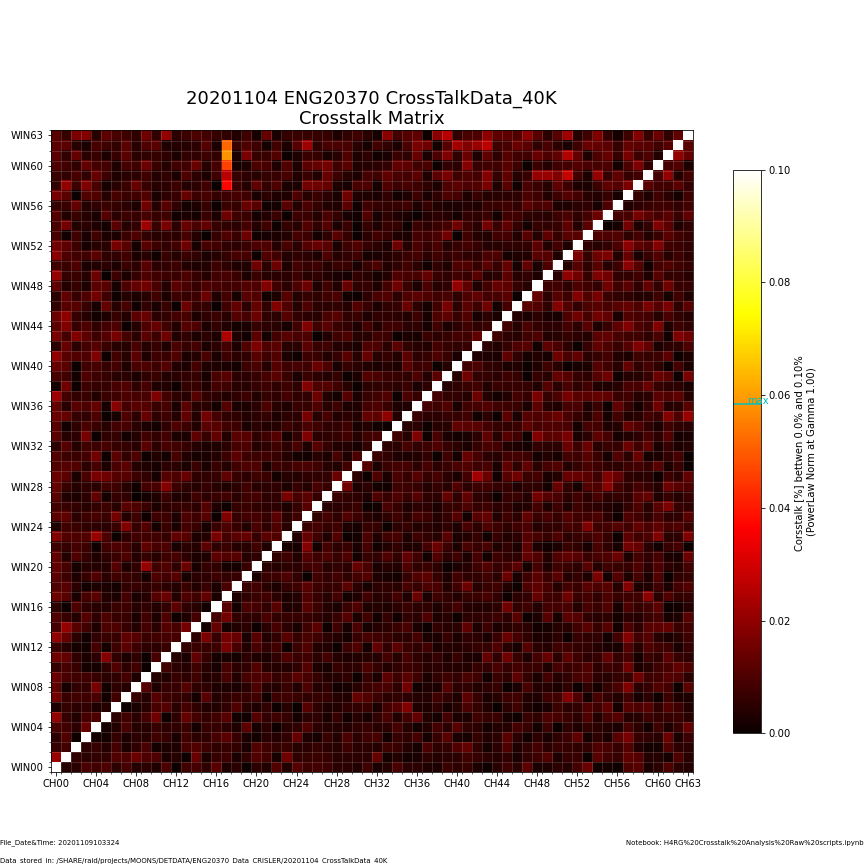 20201104 ENG20370 CrossTalkData_40K
Crosstalk Matrix
WIN63
WIN60
WIN56
WIN52
WIN48
WIN44
WIN40
WIN36
WIN32
WIN28
WIN24
WIN20
WIN16
WIN12
WIN08
WIN04
WIN00
CH00 CH04 CH08 CH12 CH16 CH20 CH24 CH28 CH32 CH36 CH40 CH44 CH48 CH52 CH56 CH60 CH63
0.10
0.08
0.06
0.04
0.02
0.00
max
Corsstalk [%] bettwen 0.0% and 0.10%
(PowerLaw Norm at Gamma 1.00)
File_Date&Time: 20201109103324
Notebook: H4RG%20Crosstalk%20Analysis%20Raw%20scripts.ipynb
Data stored in: /SHARE/raid/projects/MOONS/DETDATA/ENG20370_Data_CRISLER/20201104_CrossTalkData_40K